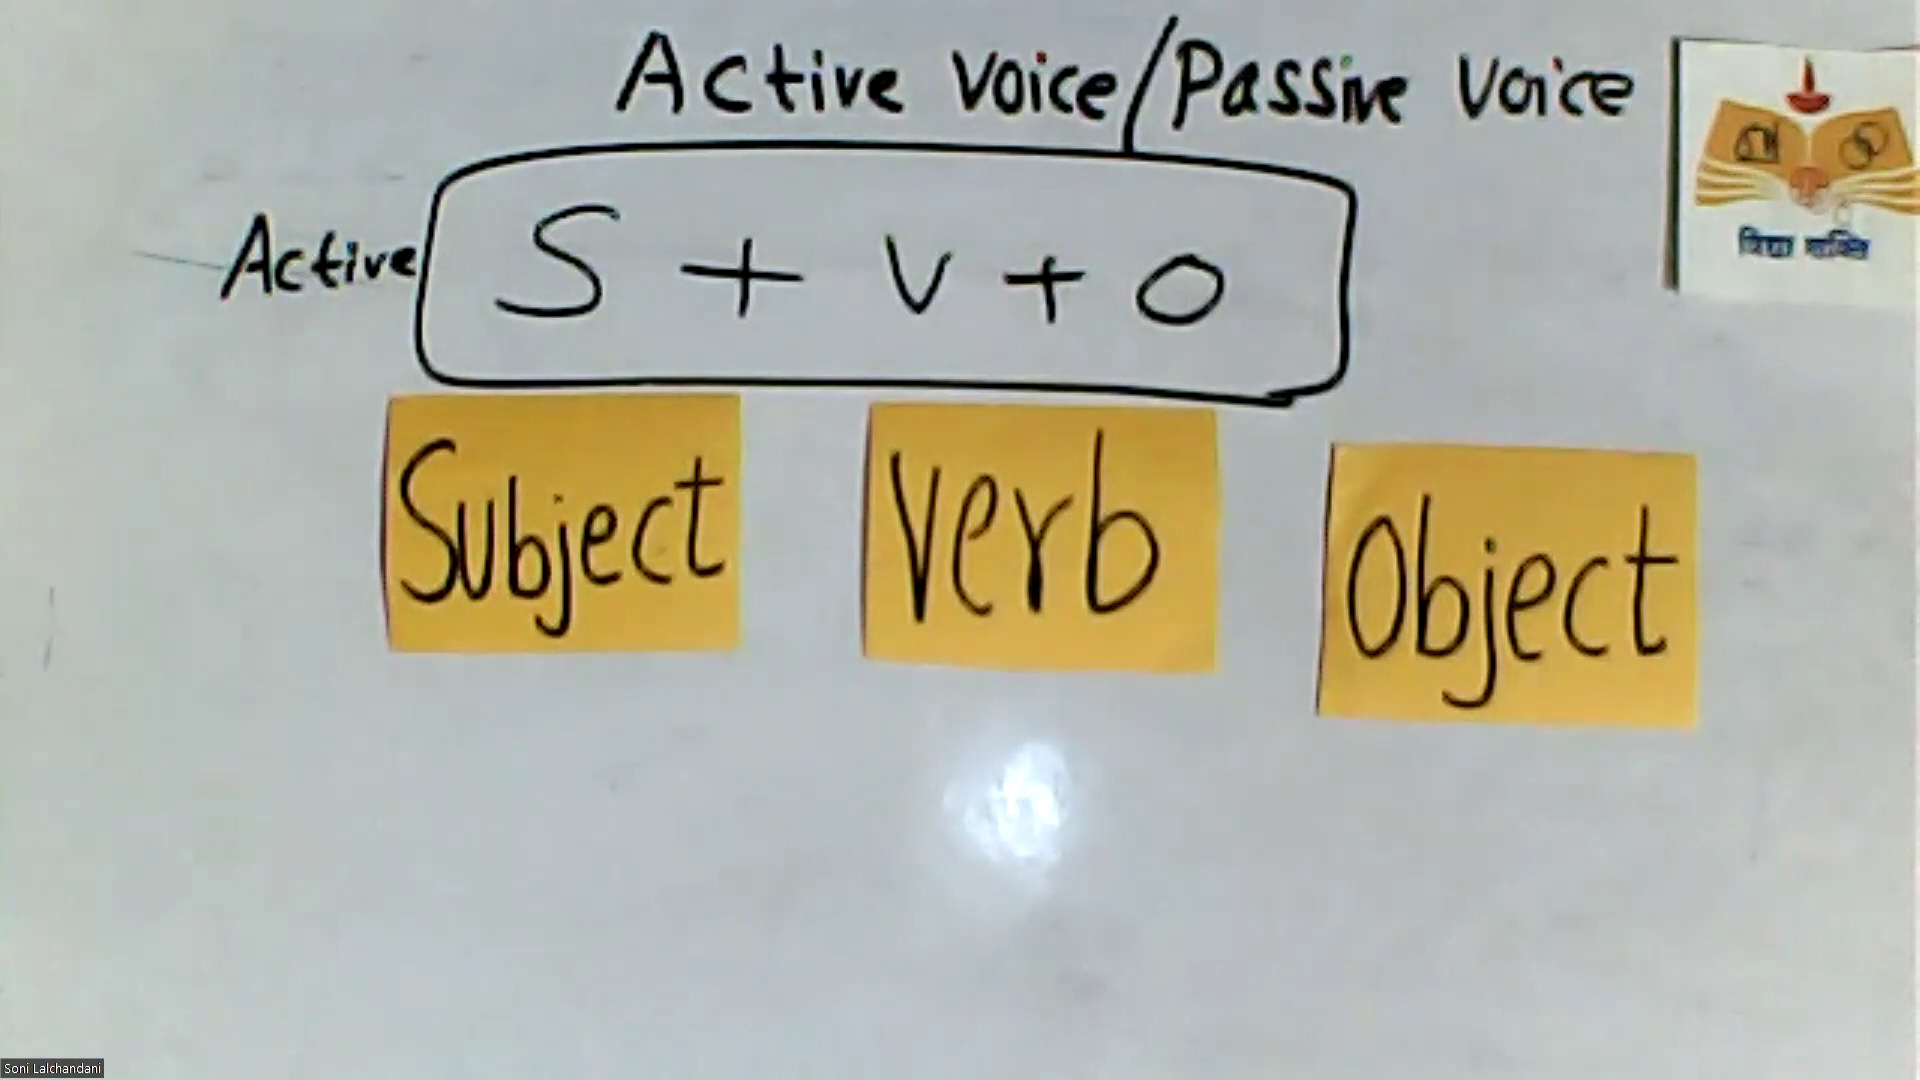 Active Voice/Passive Voice
Active S + V + O
Subject Verb Object
Soni Lalchandani